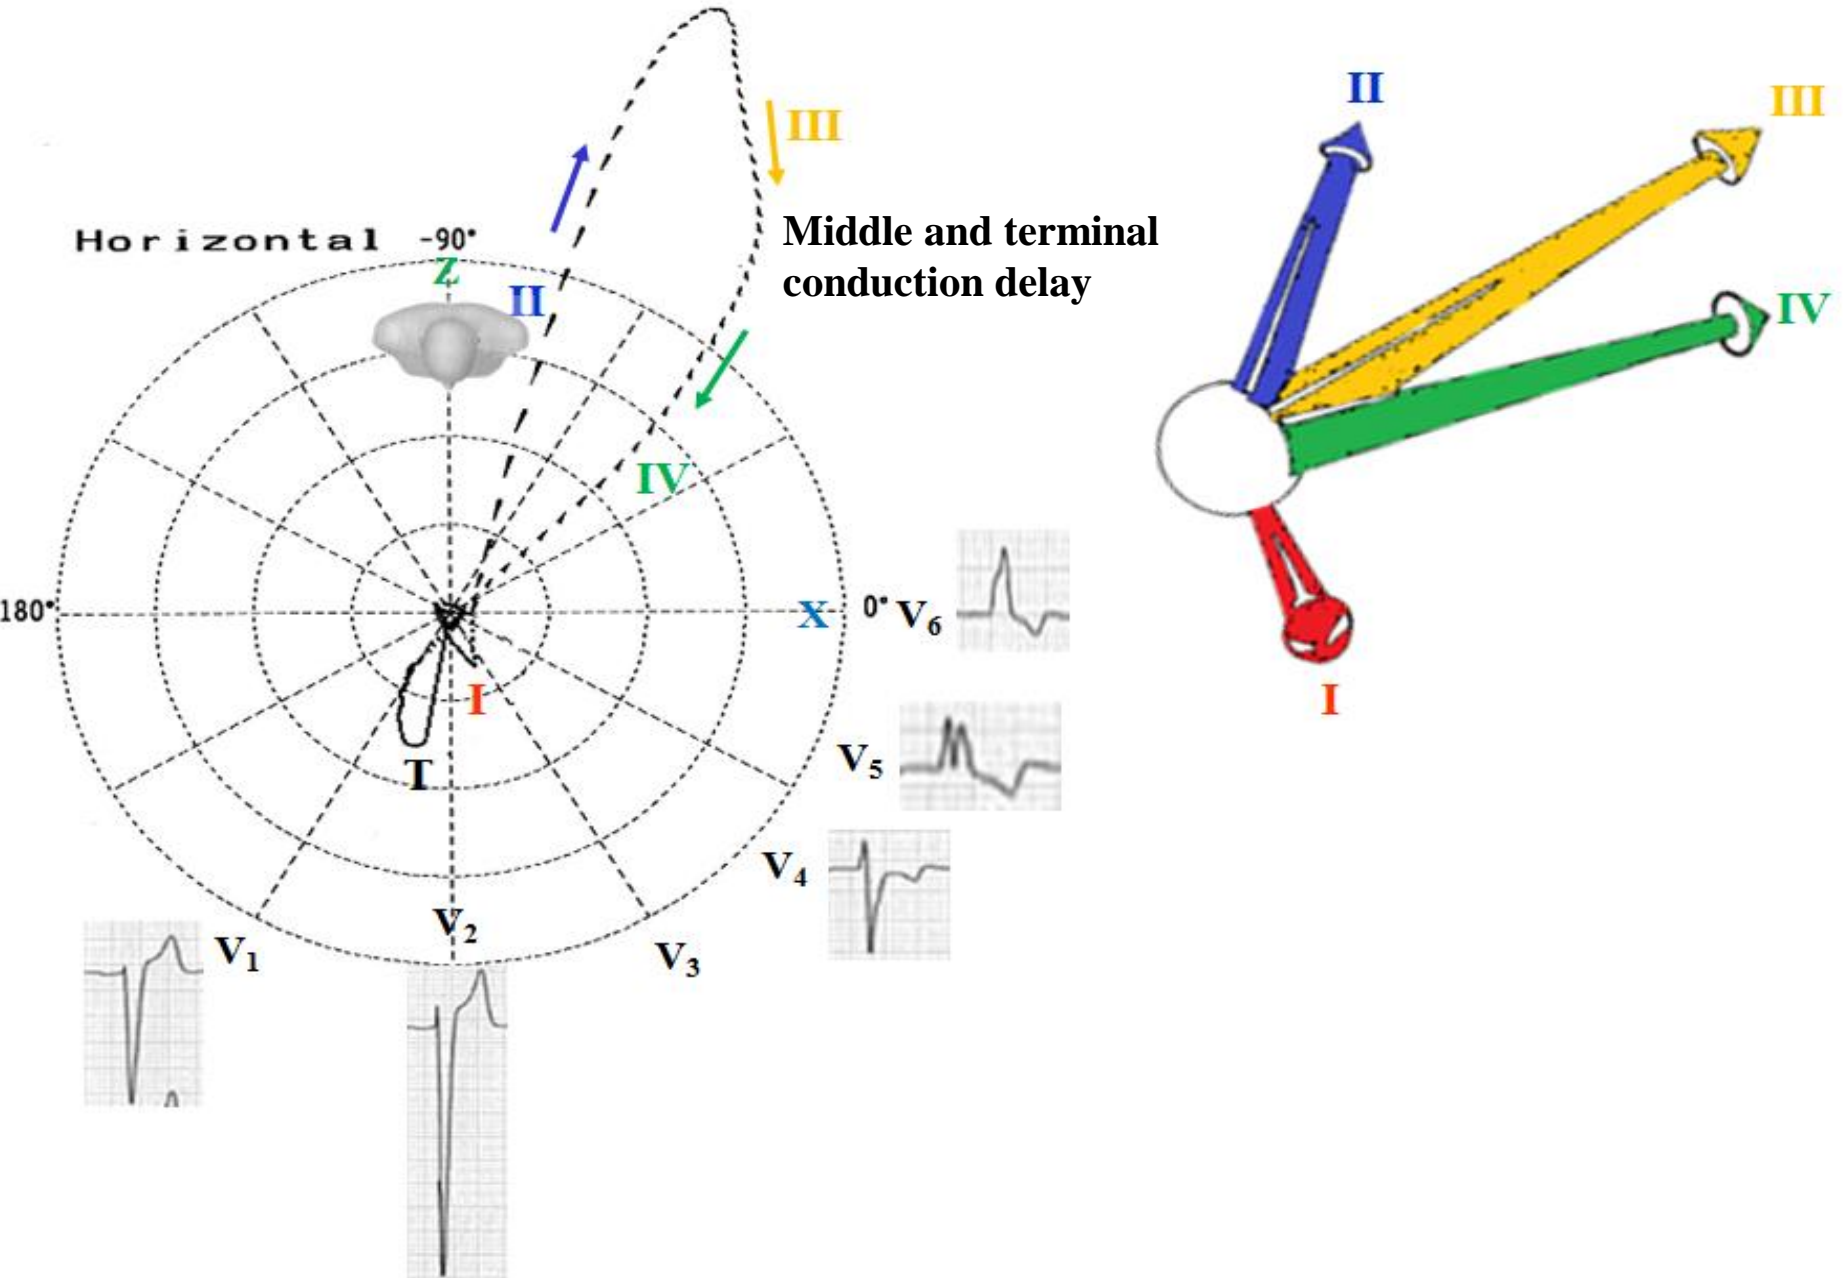 II
III
III
Middle and terminal
conduction delay
Horizontal
-90°
Z
II
IV
IV
180°
X
0°
V6
I
I
T
V5
V4
V2
V1
V3